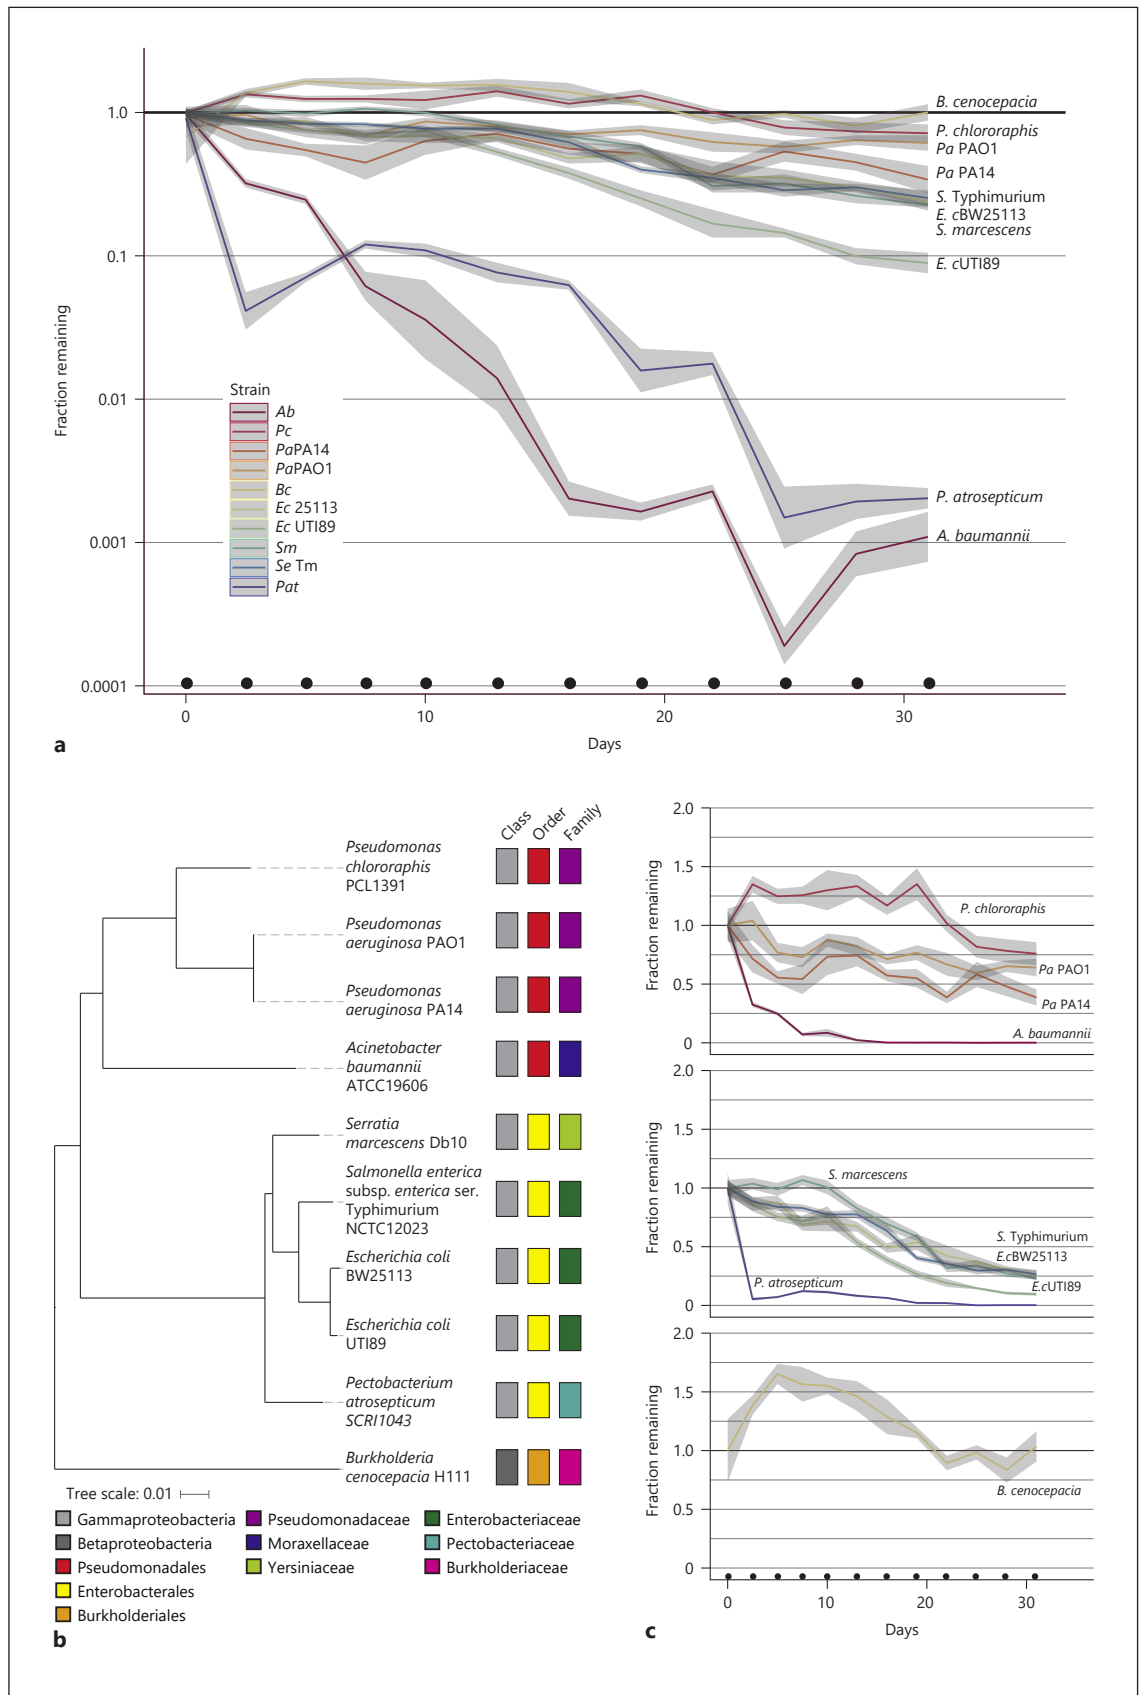 1.0
0.1
0.01
0.001
0.0001
Fraction remaining
B. cenocepacia
P. chlororaphis
Pa PAO1
Pa PA14
S. Typhimurium
E. cBW25113
S. marcescens
E. cUTI89
P. atrosepticum
A. baumannii
Strain
Ab
Pc
PaPA14
PaPAO1
Bc
Ec 25113
Ec UTI89
Sm
Se Tm
Pat
0 10 20 30
Days
a
Class Order Family
Pseudomonas
chlororaphis
PCL1391
Pseudomonas
aeruginosa PAO1
Pseudomonas
aeruginosa PA14
Acinetobacter
baumannii
ATCC19606
Serratia
marcescens Db10
Salmonella enterica
subsp. enterica ser.
Typhimurium
NCTC12023
Escherichia coli
BW25113
Escherichia coli
UTI89
Pectobacterium
atrosepticum
SCRI1043
Burkholderia
cenocepacia H111
Tree scale: 0.01
Gammaproteobacteria
Betaproteobacteria
Pseudomonadales
Enterobacterales
Burkholderiales
Pseudomonadaceae
Moraxellaceae
Yersiniaceae
Enterobacteriaceae
Pectobacteriaceae
Burkholderiaceae
b
2.0
1.5
1.0
0.5
0
Fraction remaining
P. chlororaphis
Pa PAO1
Pa PA14
A. baumannii
2.0
1.5
1.0
0.5
0
Fraction remaining
S. marcescens
S. Typhimurium
E.cBW25113
E.cUTI89
P. atrosepticum
2.0
1.5
1.0
0.5
0
Fraction remaining
B. cenocepacia
0 10 20 30
Days
c